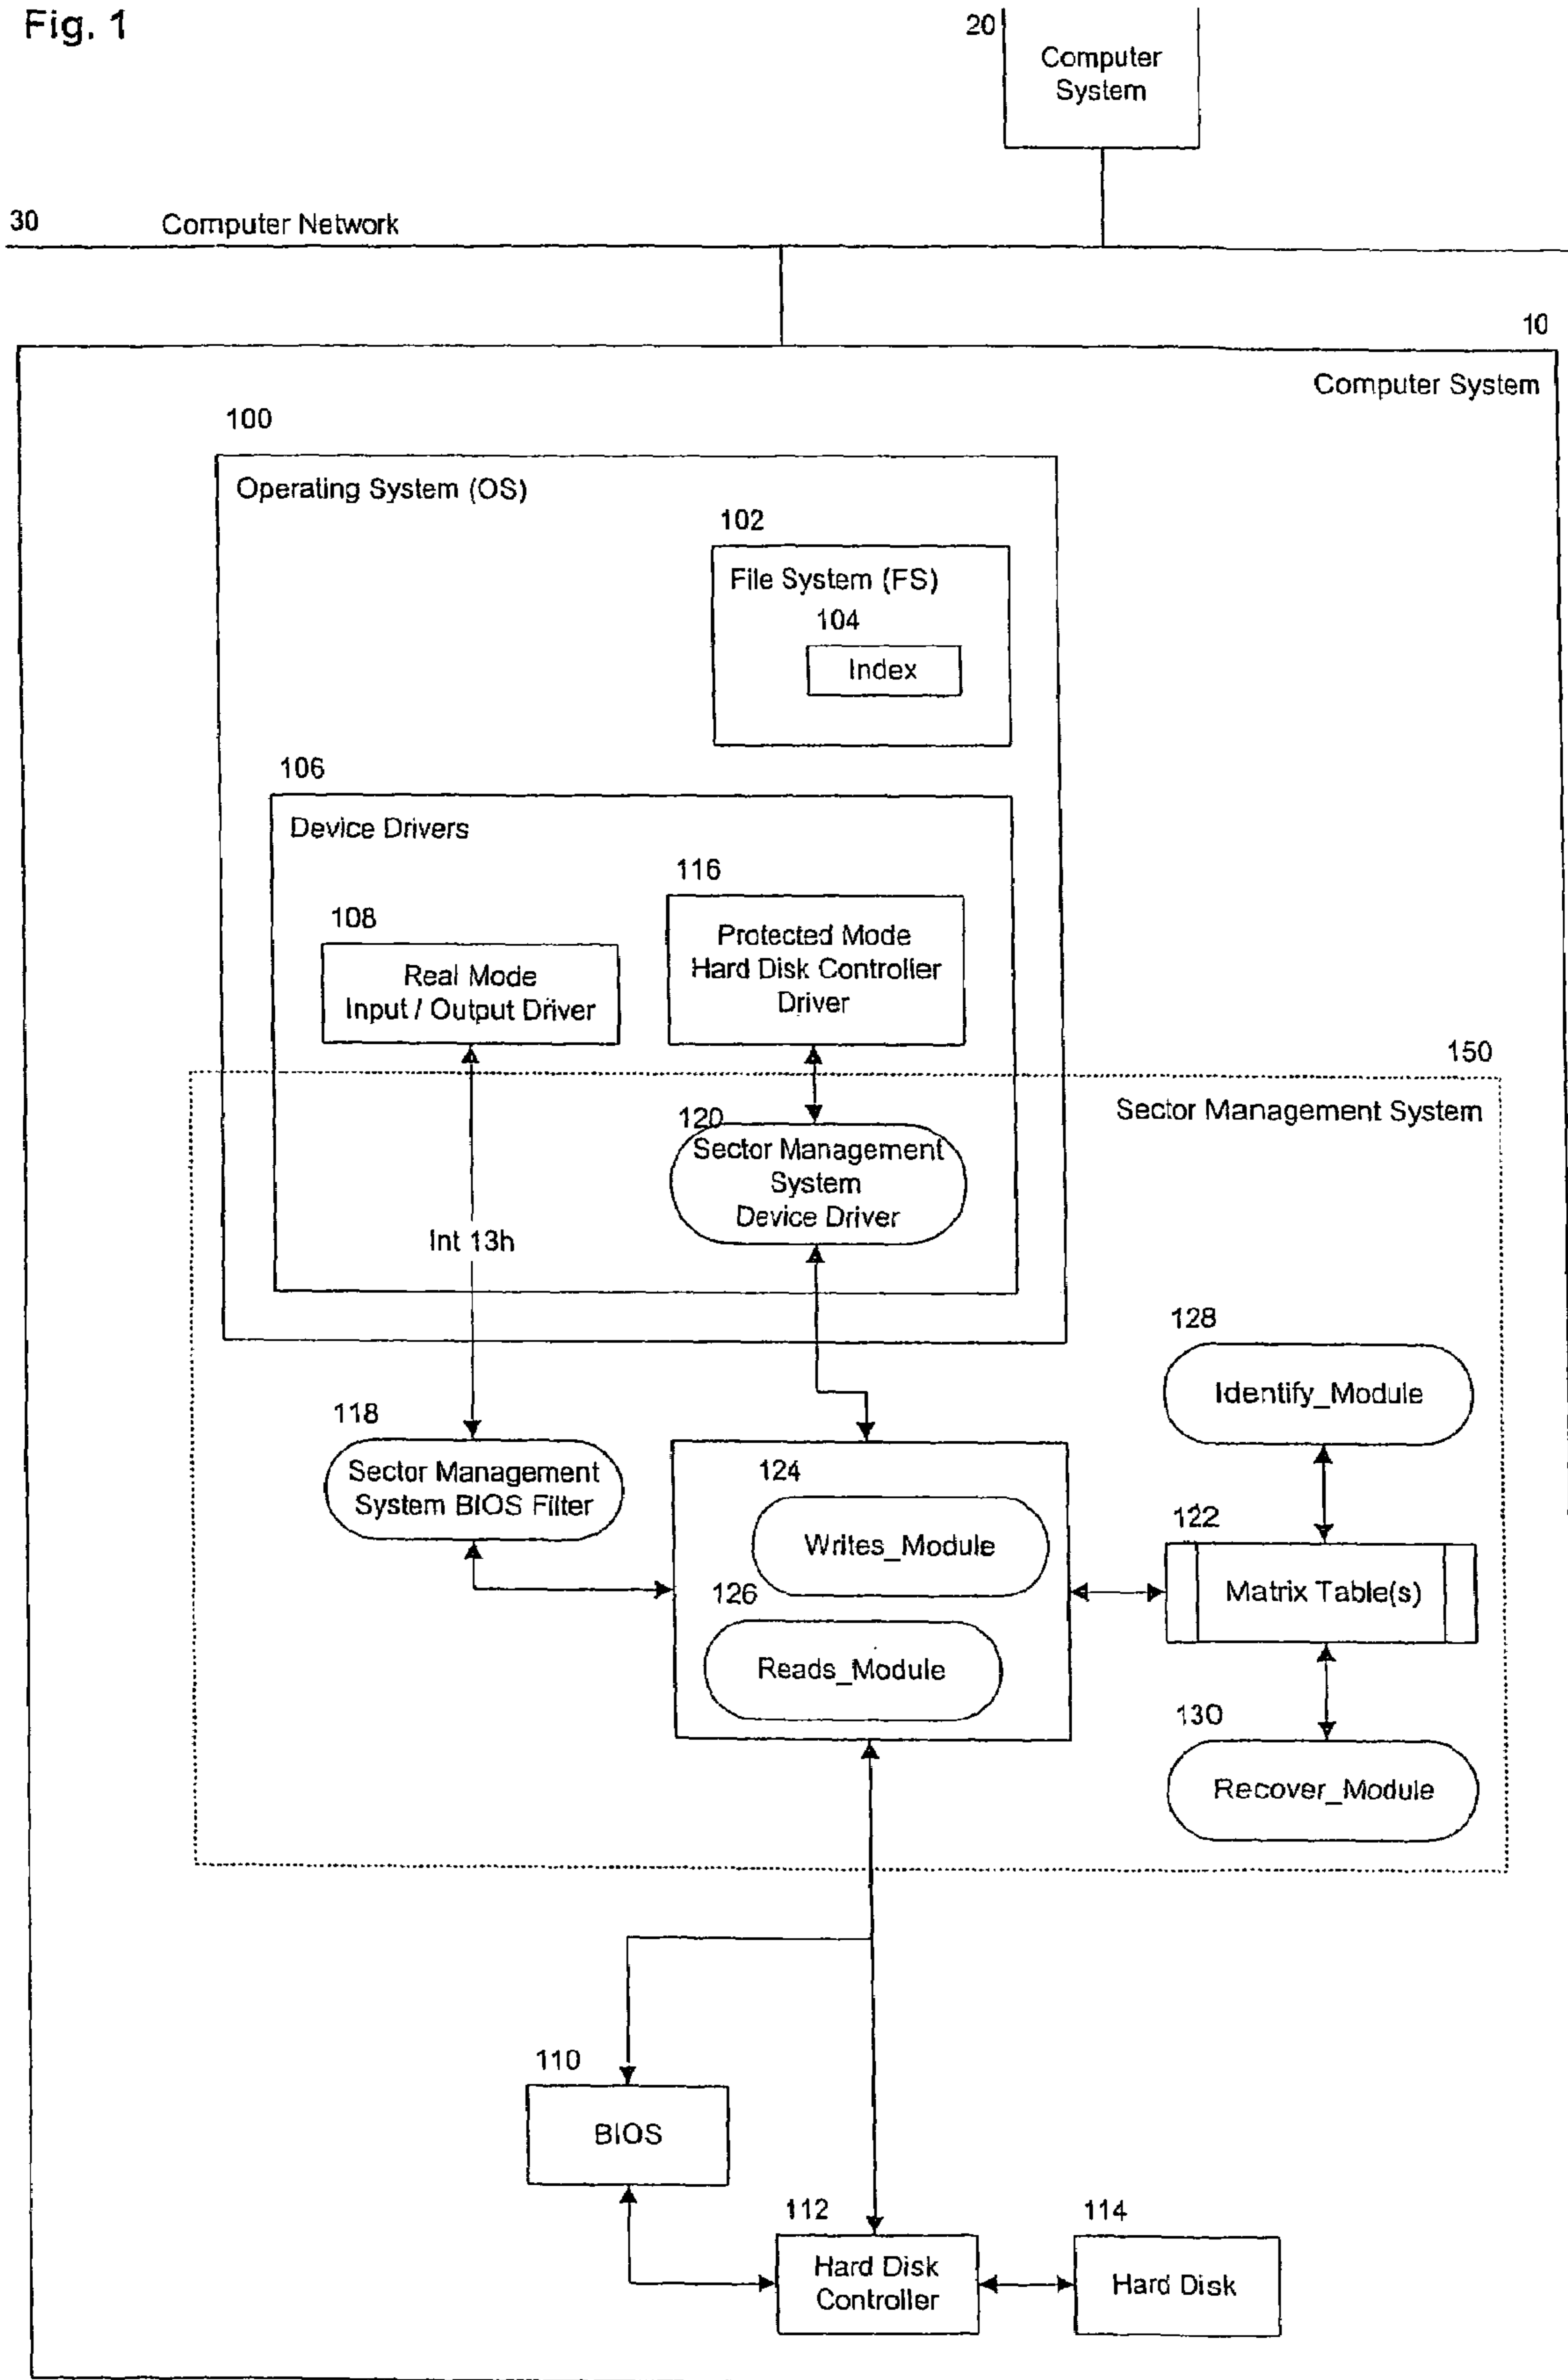 Fig. 1
20
Computer
System
30
Computer Network
10
Computer System
100
Operating System (OS)
102
File System (FS)
104
Index
106
Device Drivers
116
Protected Mode
Hard Disk Controller
Driver
108
Real Mode
Input / Output Driver
150
Sector Management System
120
Sector Management
System
Device Driver
Int 13h
128
Identify_Module
118
Sector Management
System BIOS Filter
124
Writes_Module
122
Matrix Table(s)
126
Reads_Module
130
Recover_Module
110
BIOS
112
Hard Disk
Controller
114
Hard Disk